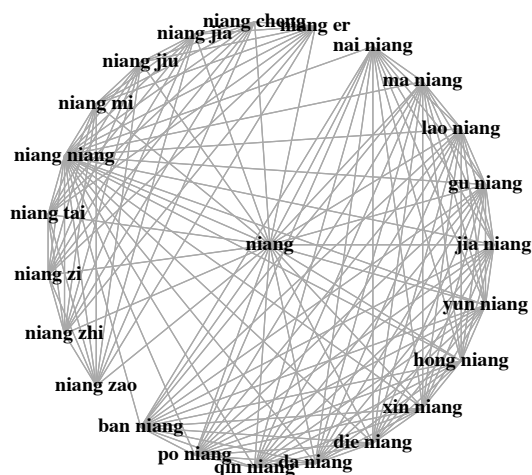 niang chong
niang er
niang jia
nai niang
niang jiu
ma niang
niang mi
lao niang
niang niang
gu niang
niang tai
niang
jia niang
niang zi
yun niang
niang zhi
hong niang
niang zao
xin niang
ban niang
die niang
po niang
qin niang
da niang